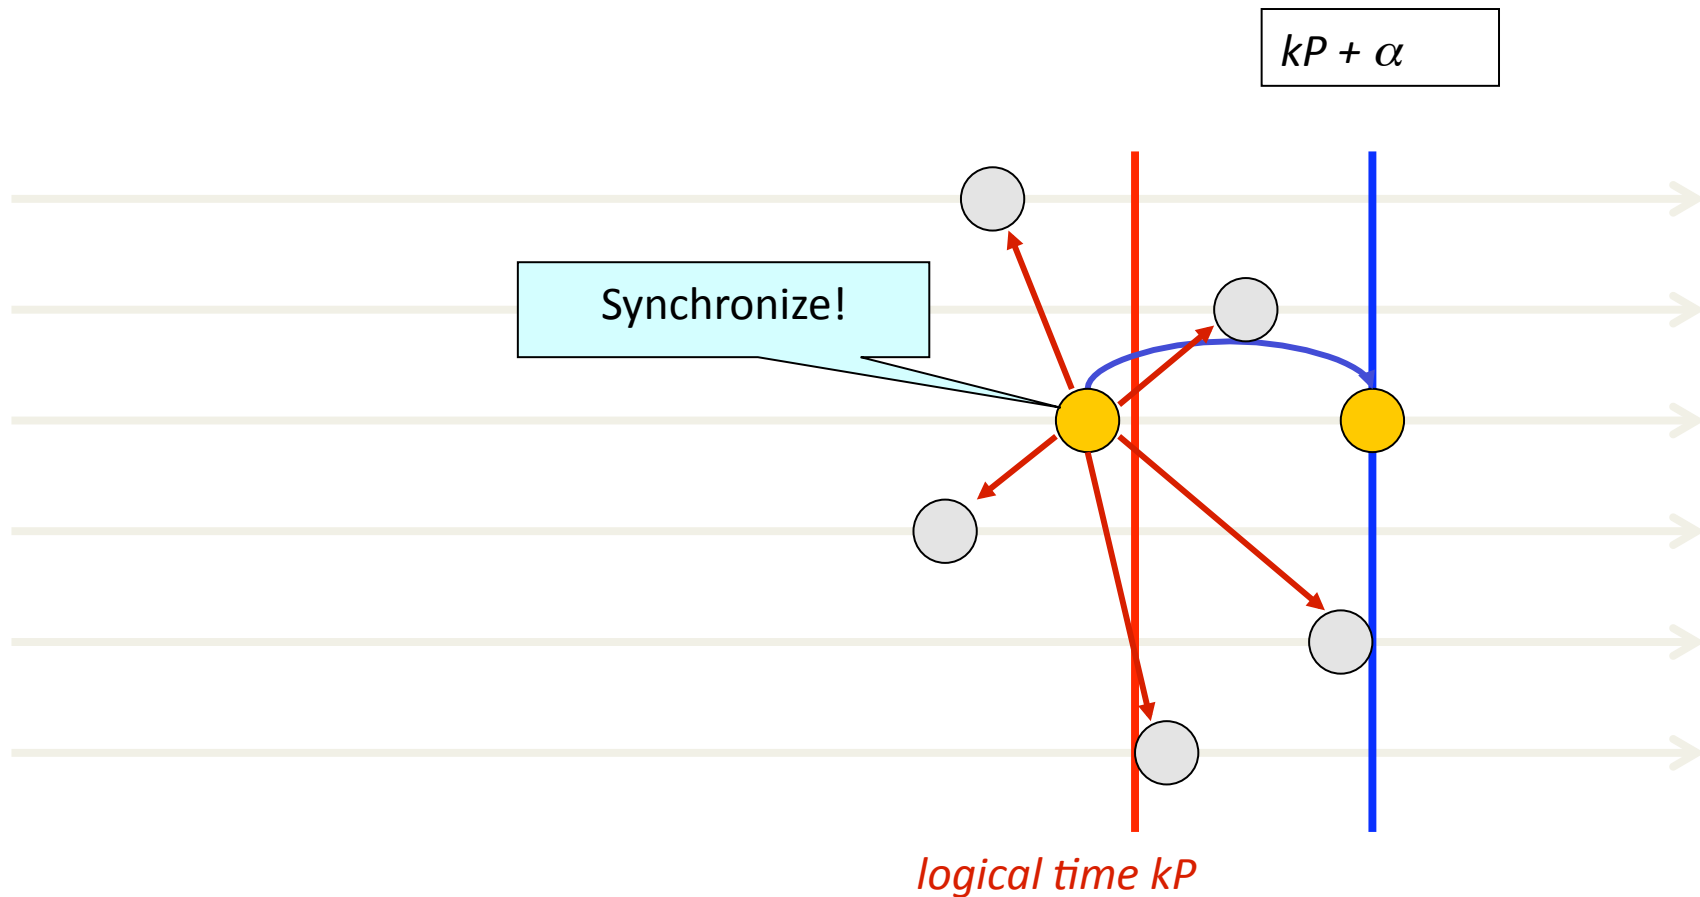 kP + α
Synchronize!
logical time kP